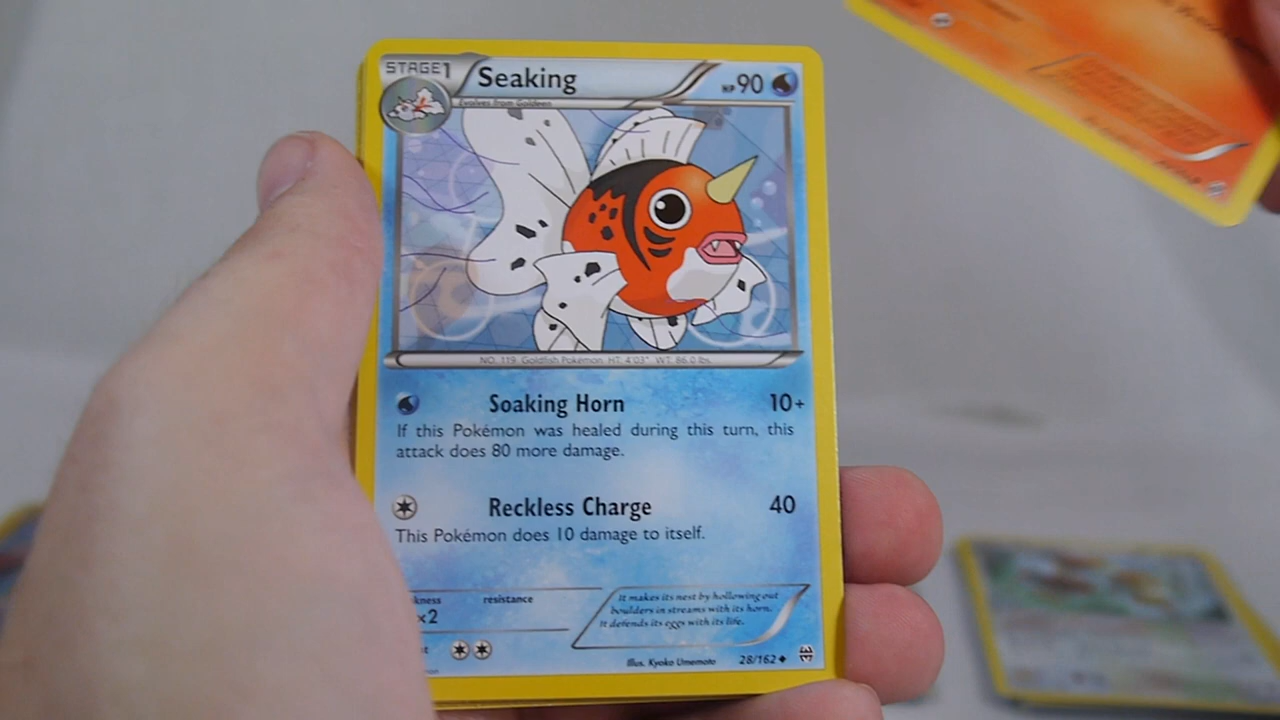 STAGE1
Seaking
HP90
Evolves from Goldeen
NO. 119 Goldfish Pokémon HT: 4'03" WT: 86.0 lbs.
Soaking Horn 10+
If this Pokémon was healed during this turn, this
attack does 80 more damage.
Reckless Charge 40
This Pokémon does 10 damage to itself.
kness resistance
×2
It makes its nest by hollowing out
boulders in streams with its horn.
It defends its eggs with its life.
Illus. Kyoko Umemoto 28/162